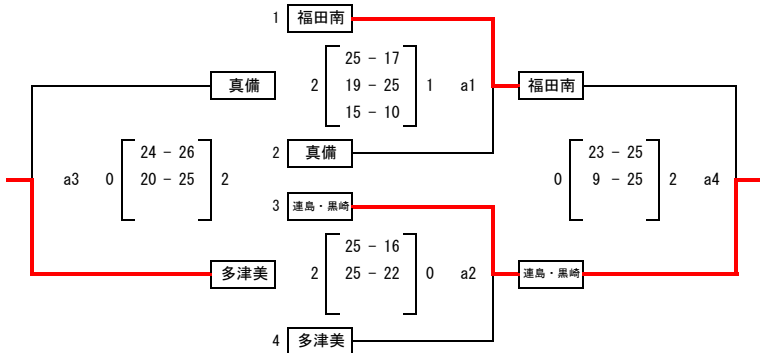 1 福田南
真備 2 25 - 17 1 a1 福田南
19 - 25
15 - 10
2 真備
a3 0 24 - 26 2
20 - 25
0 23 - 25 2 a4
9 - 25
3 連島・黒崎
多津美 2 25 - 16 0 a2 連島・黒崎
25 - 22
4 多津美